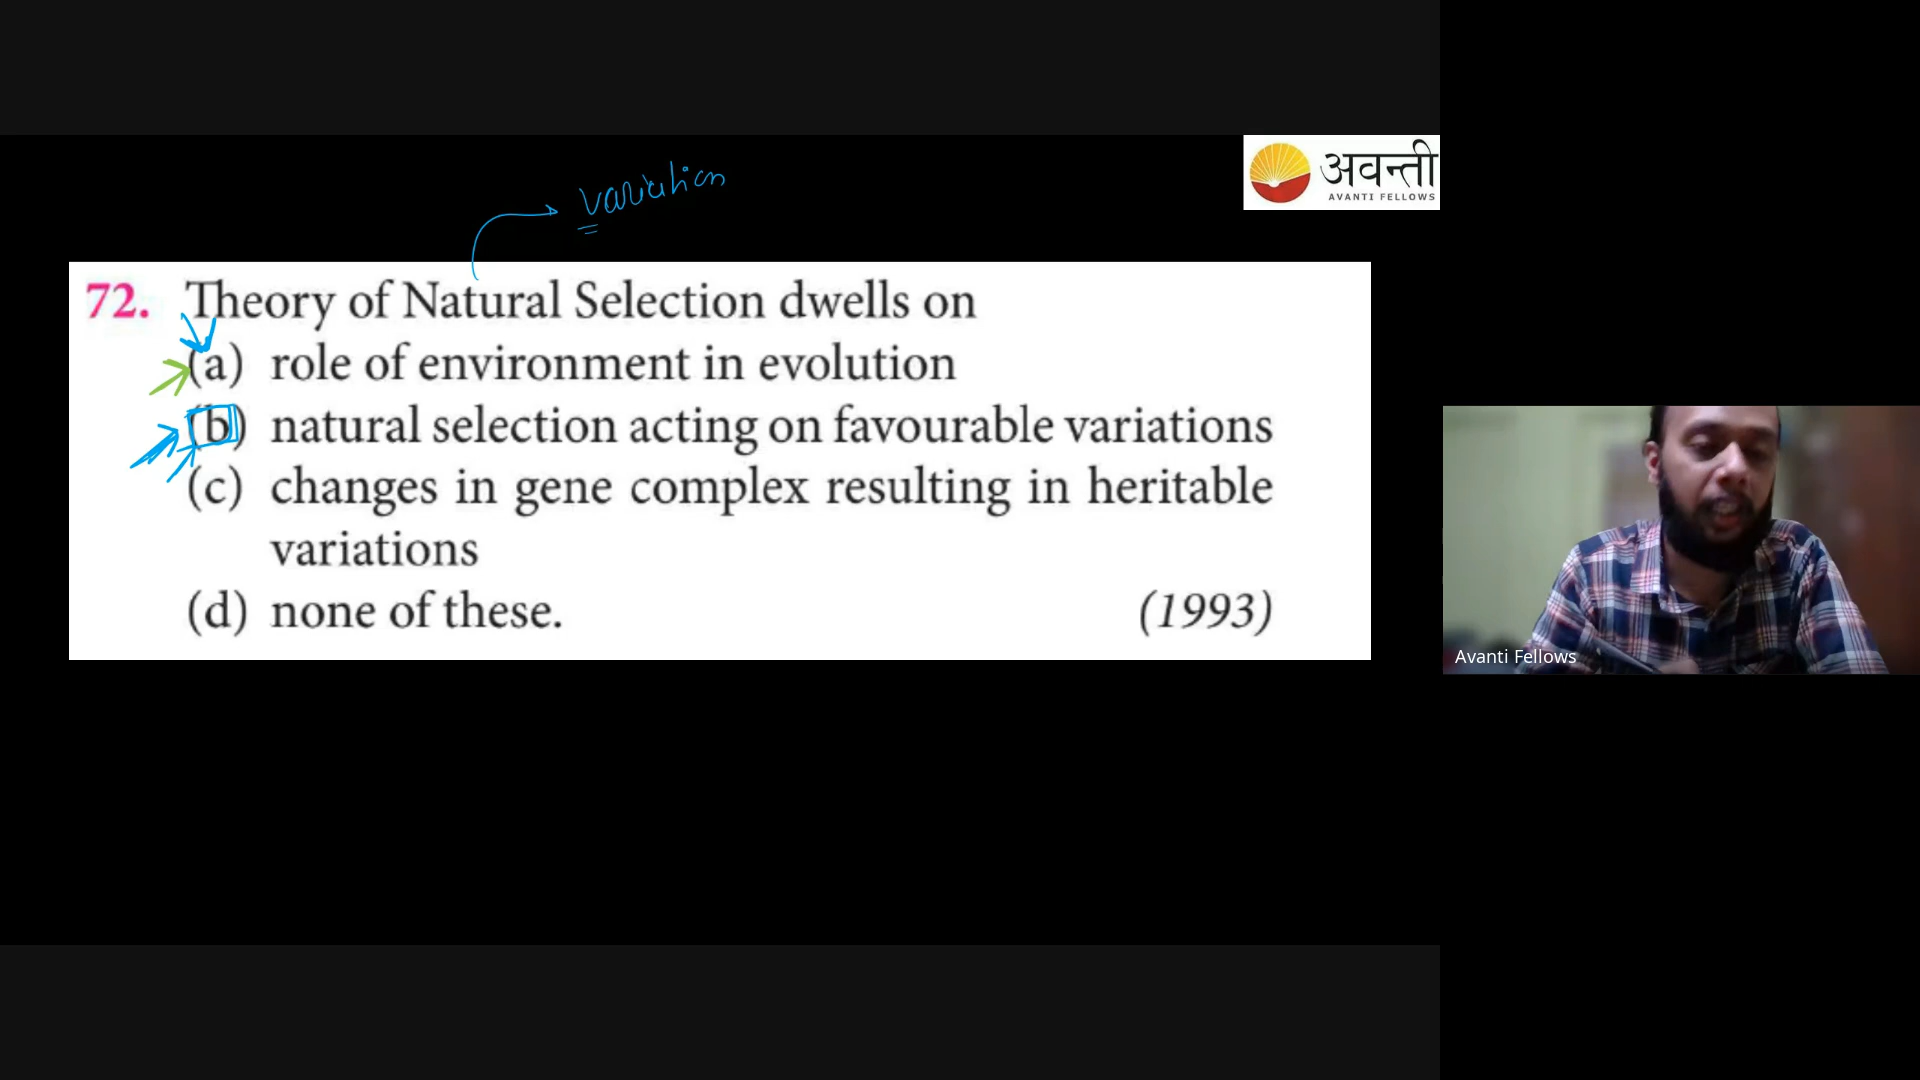 variation
अवन्ती
AVANTI FELLOWS
72. Theory of Natural Selection dwells on
(a) role of environment in evolution
(b) natural selection acting on favourable variations
(c) changes in gene complex resulting in heritable
variations
(d) none of these. (1993)
Avanti Fellows